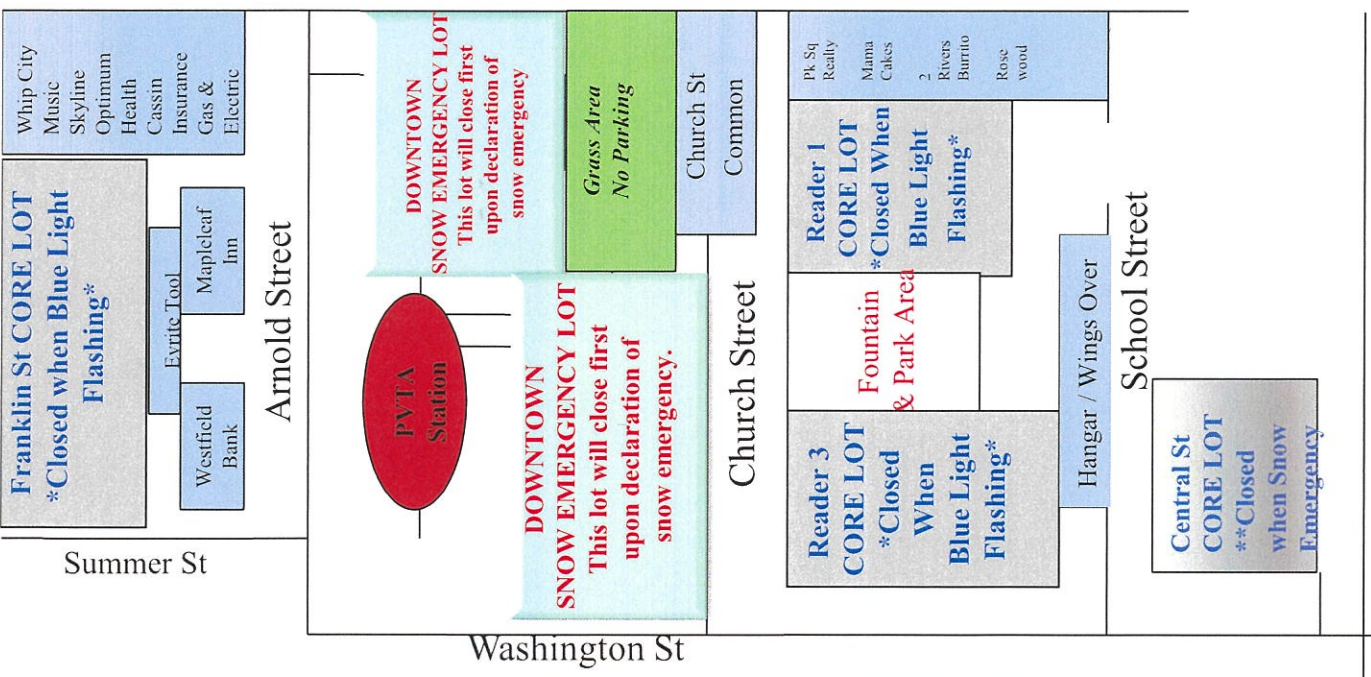 Whip City
Music
Skyline
Optimum
Health
Cassin
Insurance
Gas &
Electric
Franklin St CORE LOT
*Closed when Blue Light
Flashing*
Evrite Tool
Mapleleaf
Inn
Westfield
Bank
Arnold Street
Summer St
DOWNTOWN
SNOW EMERGENCY LOT
This lot will close first
upon declaration of
snow emergency
Grass Area
No Parking
Church St
Common
PVTA
Station
DOWNTOWN
SNOW EMERGENCY LOT
This lot will close first
upon declaration of
snow emergency.
Church Street
Washington St
Pk Sq
Realty
Mama
Cakes
2
Rivers
Burrito
Rose
wood
Reader 1
CORE LOT
*Closed When
Blue Light
Flashing*
Fountain
& Park Area
Reader 3
CORE LOT
*Closed
When
Blue Light
Flashing*
Hangar / Wings Over
School Street
Central St
CORE LOT
**Closed
when Snow
Emergency